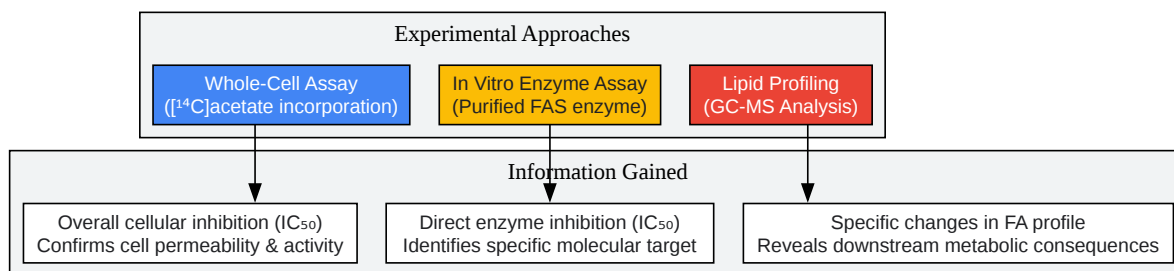 Experimental Approaches
Whole-Cell Assay
([¹⁴C]acetate incorporation)
In Vitro Enzyme Assay
(Purified FAS enzyme)
Lipid Profiling
(GC-MS Analysis)
Information Gained
Overall cellular inhibition (IC₅₀)
Confirms cell permeability & activity
Direct enzyme inhibition (IC₅₀)
Identifies specific molecular target
Specific changes in FA profile
Reveals downstream metabolic consequences